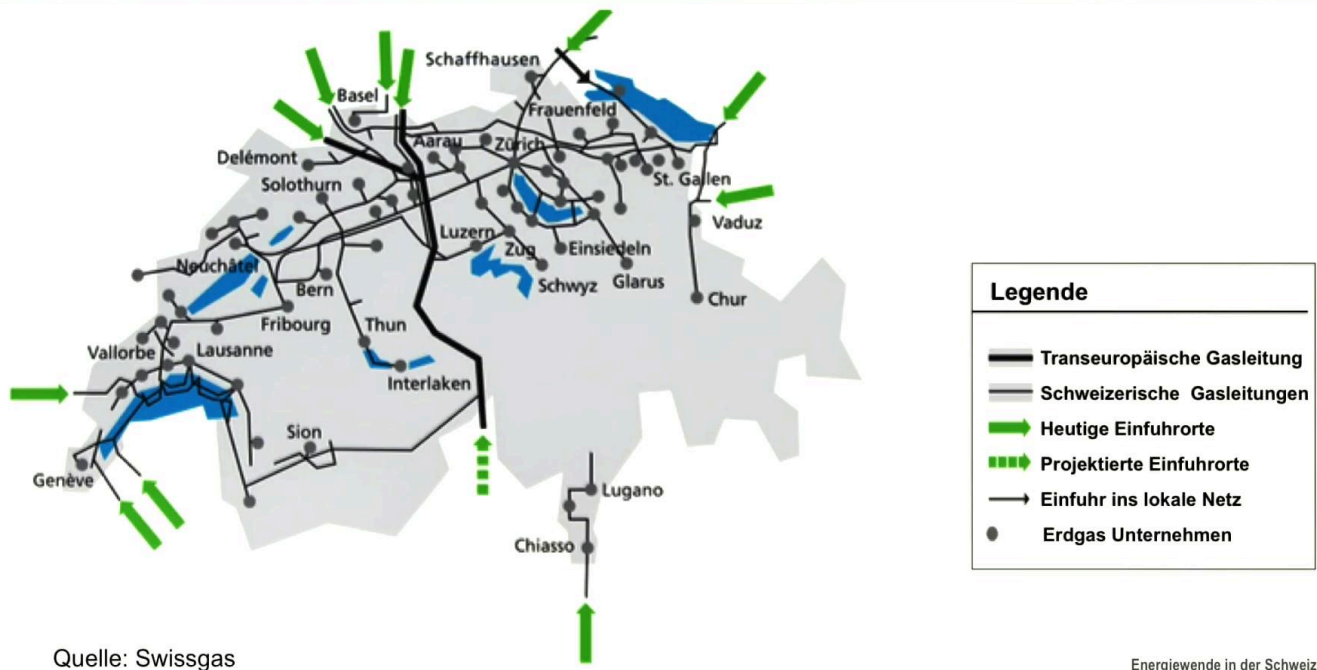 Schaffhausen
Basel
Frauenfeld
Aarau
Zürich
Delémont
Solothurn
St. Gallen
Vaduz
Luzern
Zug
Einsiedeln
Neuchâtel
Schwyz
Glarus
Bern
Chur
Fribourg
Thun
Vallorbe
Lausanne
Interlaken
Sion
Genève
Lugano
Chiasso
Legende
Transeuropäische Gasleitung
Schweizerische Gasleitungen
Heutige Einfuhrorte
Projektierte Einfuhrorte
Einfuhr ins lokale Netz
Erdgas Unternehmen
Quelle: Swissgas
Energiewende in der Schweiz